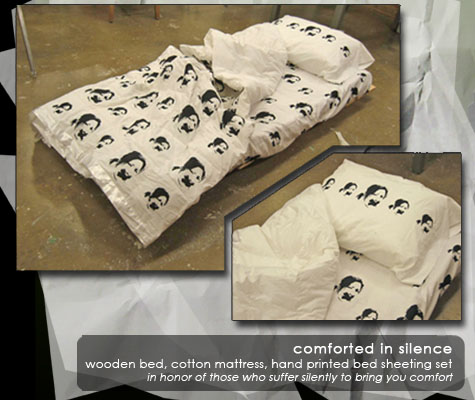 comforted in silence
wooden bed, cotton mattress, hand printed bed sheeting set
in honor of those who suffer silently to bring you comfort